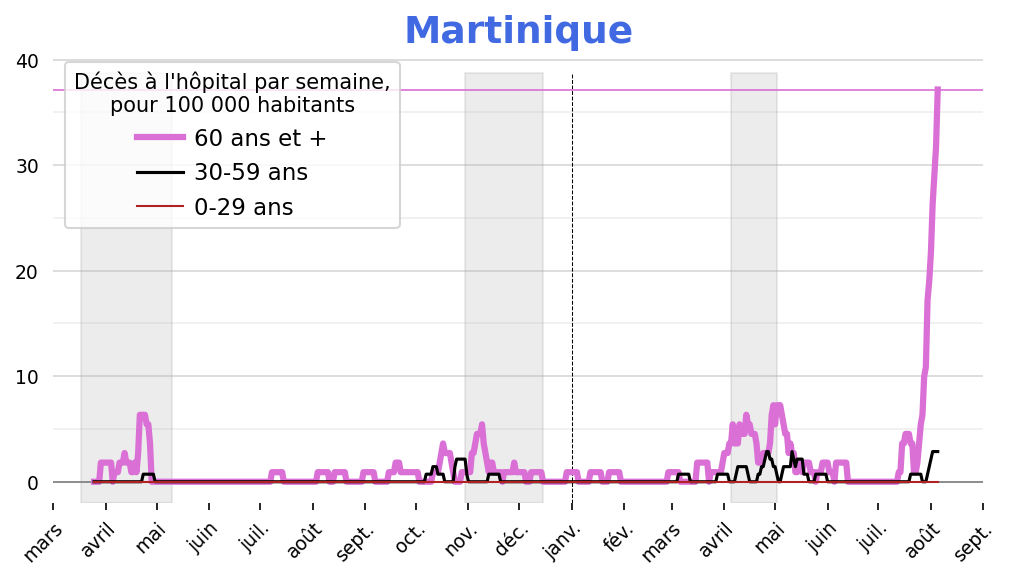 Martinique
40
30
20
10
0
Décès à l'hôpital par semaine,
pour 100 000 habitants
60 ans et +
30-59 ans
0-29 ans
mars avril mai juin juil. août sept. oct. nov. déc. janv. fév. mars avril mai juin juil. août sept.